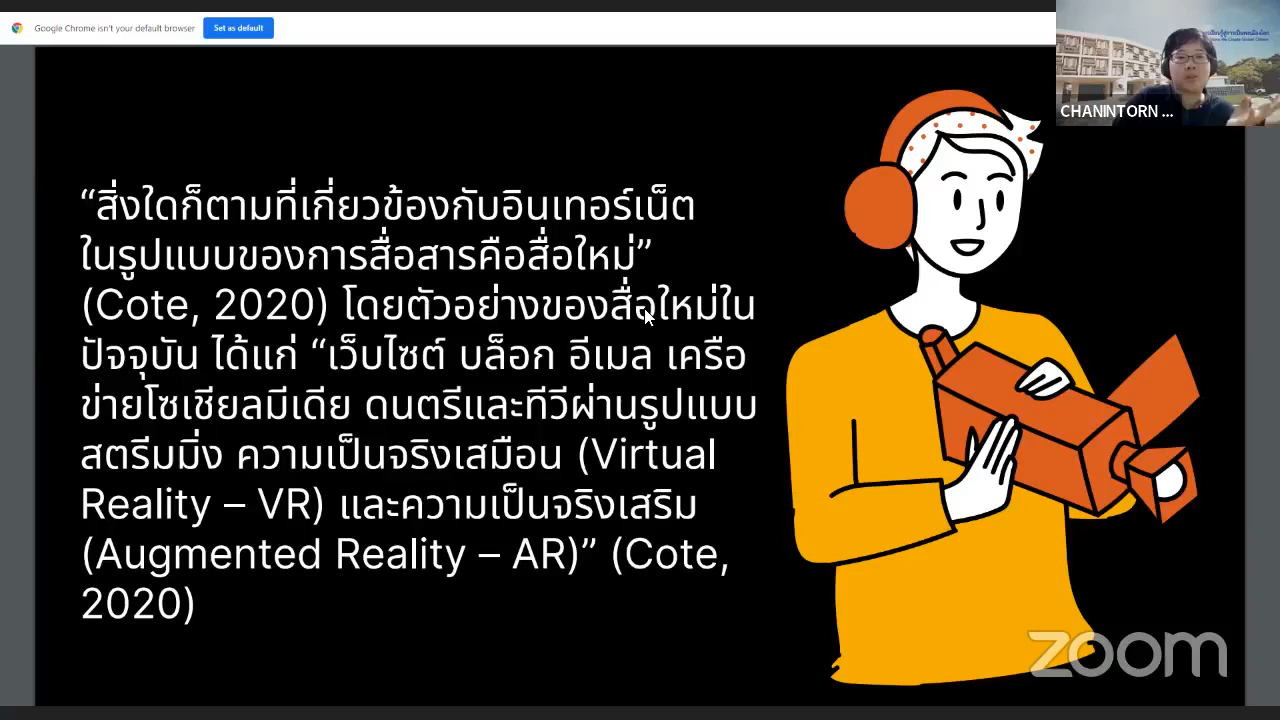 Google Chrome isn't your default browser
Set as default
CHANINTORN ...
“สิ่งใดก็ตามที่เกี่ยวข้องกับอินเทอร์เน็ต
ในรูปแบบของการสื่อสารคือสื่อใหม่”
(Cote, 2020) โดยตัวอย่างของสื่อใหม่ใน
ปัจจุบัน ได้แก่ “เว็บไซต์ บล็อก อีเมล เครือ
ข่ายโซเชียลมีเดีย ดนตรีและทีวีผ่านรูปแบบ
สตรีมมิ่ง ความเป็นจริงเสมือน (Virtual
Reality – VR) และความเป็นจริงเสริม
(Augmented Reality – AR)” (Cote,
2020)
zoom